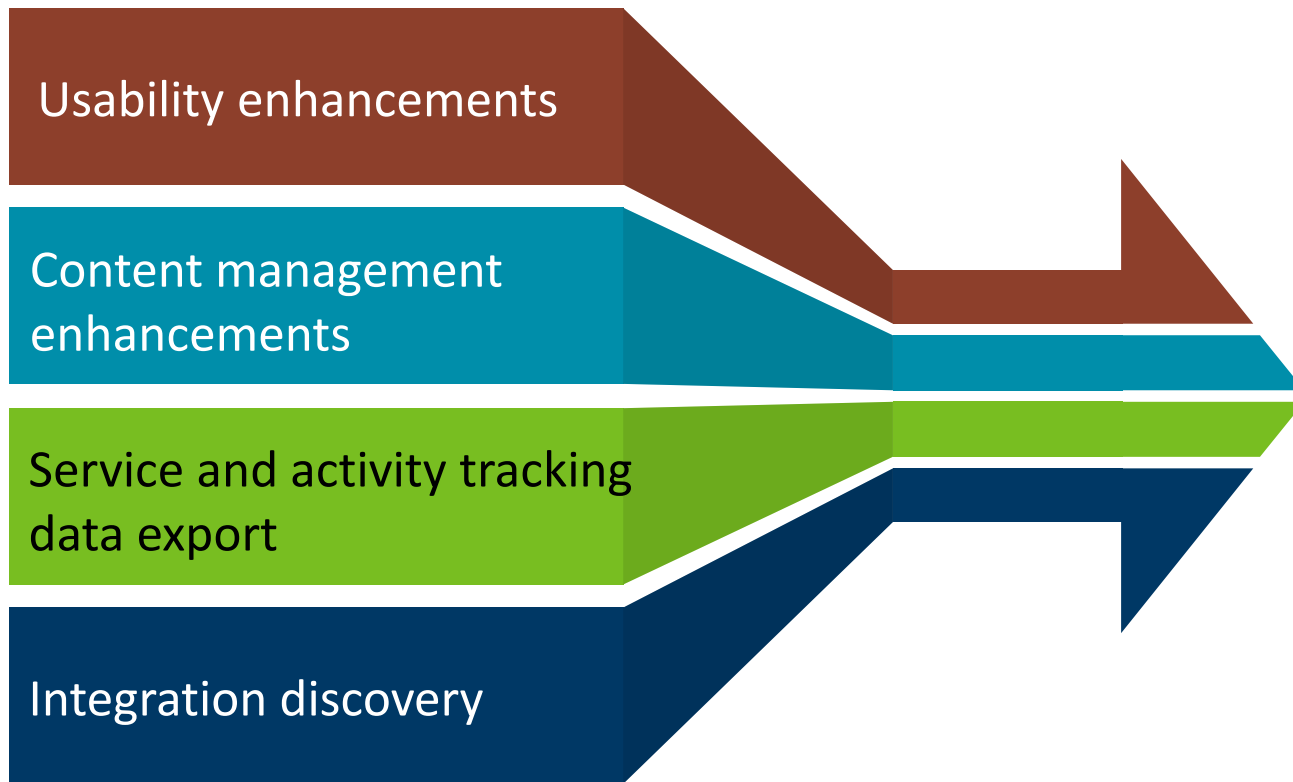 Usability enhancements
Content management
enhancements
Service and activity tracking
data export
Integration discovery